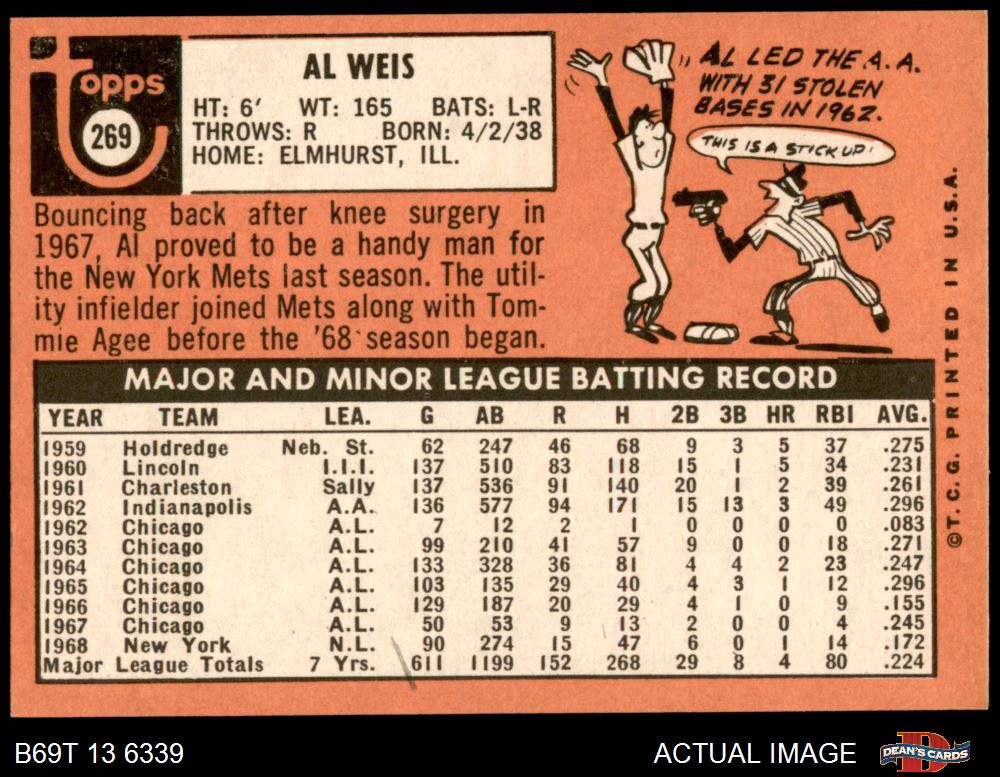 Topps
269
AL WEIS
HT: 6' WT: 165 BATS: L-R
THROWS: R BORN: 4/2/38
HOME: ELMHURST, ILL.
AL LED THE A.A.
WITH 31 STOLEN
BASES IN 1962.
THIS IS A STICK UP!
Bouncing back after knee surgery in
1967, Al proved to be a handy man for
the New York Mets last season. The util-
ity infielder joined Mets along with Tom-
mie Agee before the '68 season began.
MAJOR AND MINOR LEAGUE BATTING RECORD
YEAR TEAM LEA. G AB R H 2B 3B HR RBI AVG.
1959 Holdredge Neb. St. 62 247 46 68 9 3 5 37 .275
1960 Lincoln I.I.I. 137 510 83 118 15 1 5 34 .231
1961 Charleston Sally 137 536 91 140 20 1 2 39 .261
1962 Indianapolis A.A. 136 577 94 171 15 13 3 49 .296
1962 Chicago A.L. 7 12 2 1 0 0 0 0 .083
1963 Chicago A.L. 99 210 41 57 9 0 0 18 .271
1964 Chicago A.L. 133 328 36 81 4 4 2 23 .247
1965 Chicago A.L. 103 135 29 40 4 3 1 12 .296
1966 Chicago A.L. 129 187 20 29 4 1 0 9 .155
1967 Chicago A.L. 50 53 9 13 2 0 0 4 .245
1968 New York N.L. 90 274 15 47 6 0 1 14 .172
Major League Totals 7 Yrs. 611 1199 152 268 29 8 4 80 .224
©T. C. G. PRINTED IN U.S.A.
B69T 13 6339
ACTUAL IMAGE
D
DEAN'S CARDS